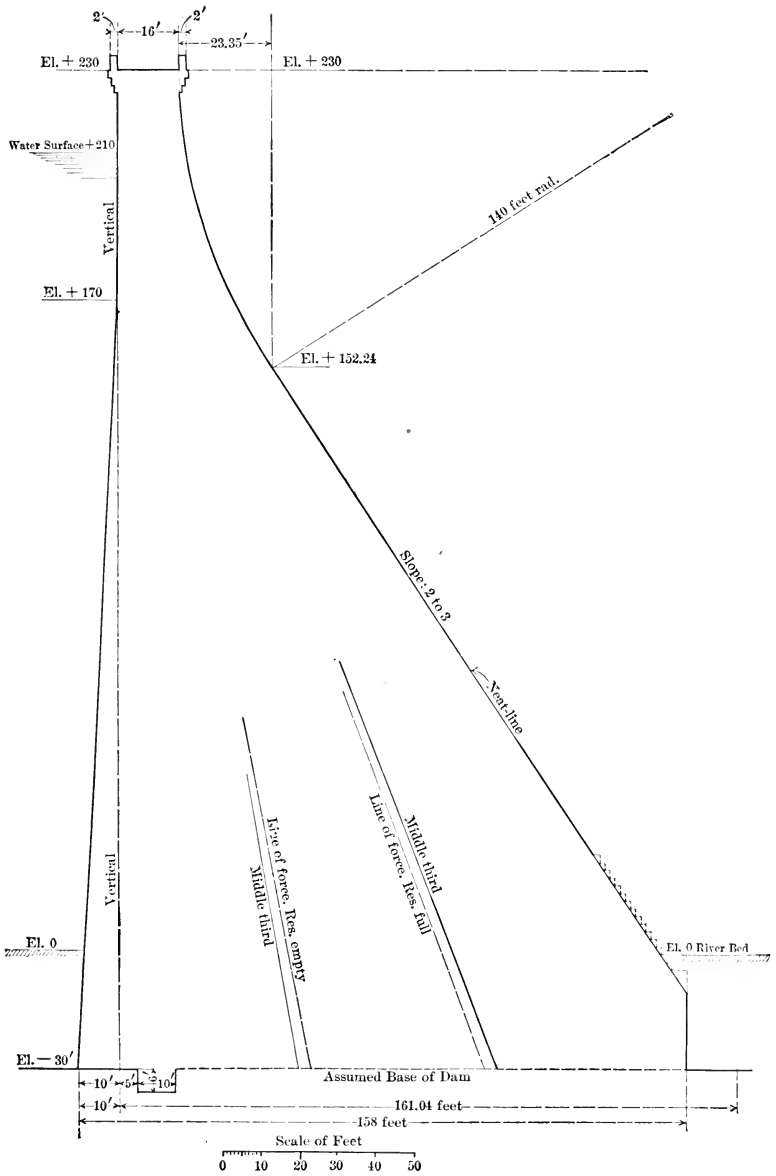 2'
16'
2'
23.35'
El. + 230
El. + 230
Water Surface+210
140 feet rad.
Vertical
El. + 170
El. + 152.24
Slope: 2 to 3
Neat-line
Line of force. Res. empty
Middle third
Middle third
Line of force. Res. full
Vertical
El. 0
El. 0 River Bed
El. — 30'
10'
5'
6'
10'
Assumed Base of Dam
10'
161.04 feet
158 feet
Scale of Feet
0 5 10 20 30 40 50